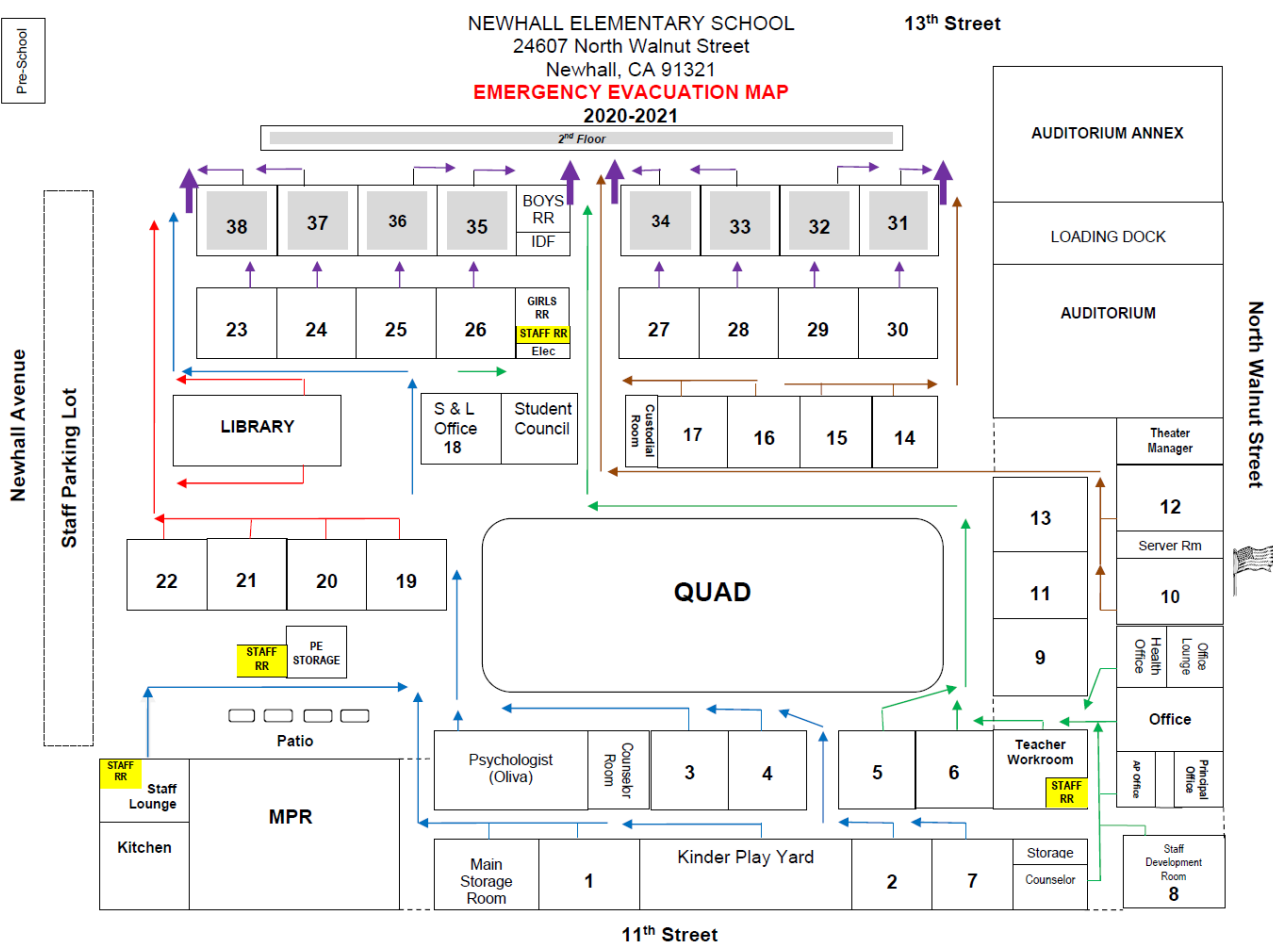 NEWHALL ELEMENTARY SCHOOL
24607 North Walnut Street
Newhall, CA 91321
EMERGENCY EVACUATION MAP
2020-2021
13th Street
Pre-School
2nd Floor
AUDITORIUM ANNEX
38
37
36
35
BOYS
RR
IDF
34
33
32
31
LOADING DOCK
23
24
25
26
GIRLS
RR
STAFF RR
Elec
27
28
29
30
AUDITORIUM
Newhall Avenue
Staff Parking Lot
North Walnut Street
LIBRARY
S & L
Office
18
Student
Council
Custodial
Room
17
16
15
14
Theater
Manager
12
Server Rm
10
13
11
9
22
21
20
19
QUAD
STAFF
RR
PE
STORAGE
Health
Office
Office
Lounge
Office
AP Office
Principal
Office
Patio
STAFF
RR
Staff
Lounge
Kitchen
MPR
Psychologist
(Oliva)
Counselor
Room
3
4
5
6
Teacher
Workroom
STAFF
RR
Main
Storage
Room
1
Kinder Play Yard
2
7
Storage
Counselor
Staff
Development
Room
8
11th Street